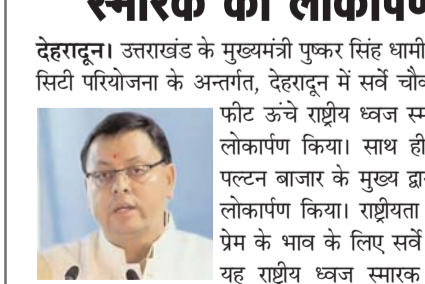 स्मारक का लोकार्पण
देहरादून। उत्तराखंड के मुख्यमंत्री पुष्कर सिंह धामी
सिटी परियोजना के अन्तर्गत, देहरादून में सर्वे
फीट ऊंचे राष्ट्रीय ध्वज
लोकार्पण किया। साथ ही
पल्टन बाजार के मुख्य
लोकार्पण किया। राष्ट्रीयता
प्रेम के भाव के लिए सर्वे
यह राष्ट्रीय ध्वज स्मारक